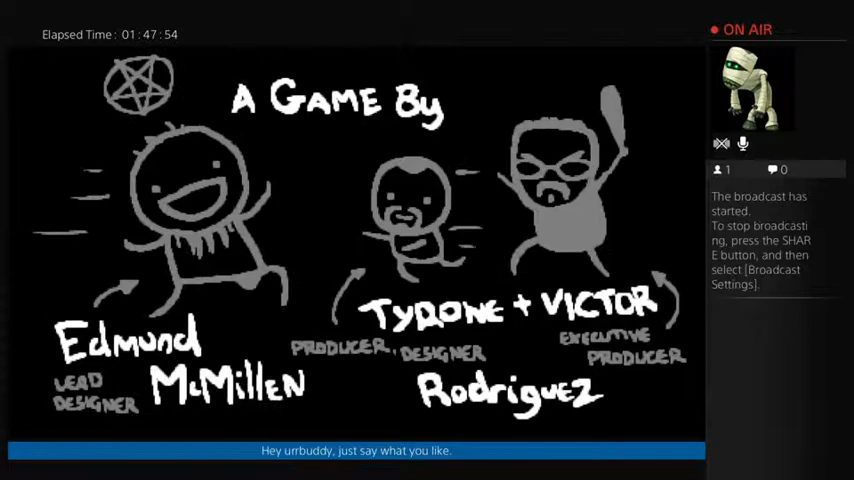 Elapsed Time : 01:47:54
ON AIR
A GAME By
1
0
The broadcast has
started.
To stop broadcasti
ng, press the SHAR
E button, and then
select [Broadcast
Settings].
TYRONE + VICTOR
Edmund
PRODUCER, DESIGNER
EXECUTIVE
PRODUCER
LEAD
DESIGNER
McMillEN
RodriguEZ
Hey urrbuddy, just say what you like.